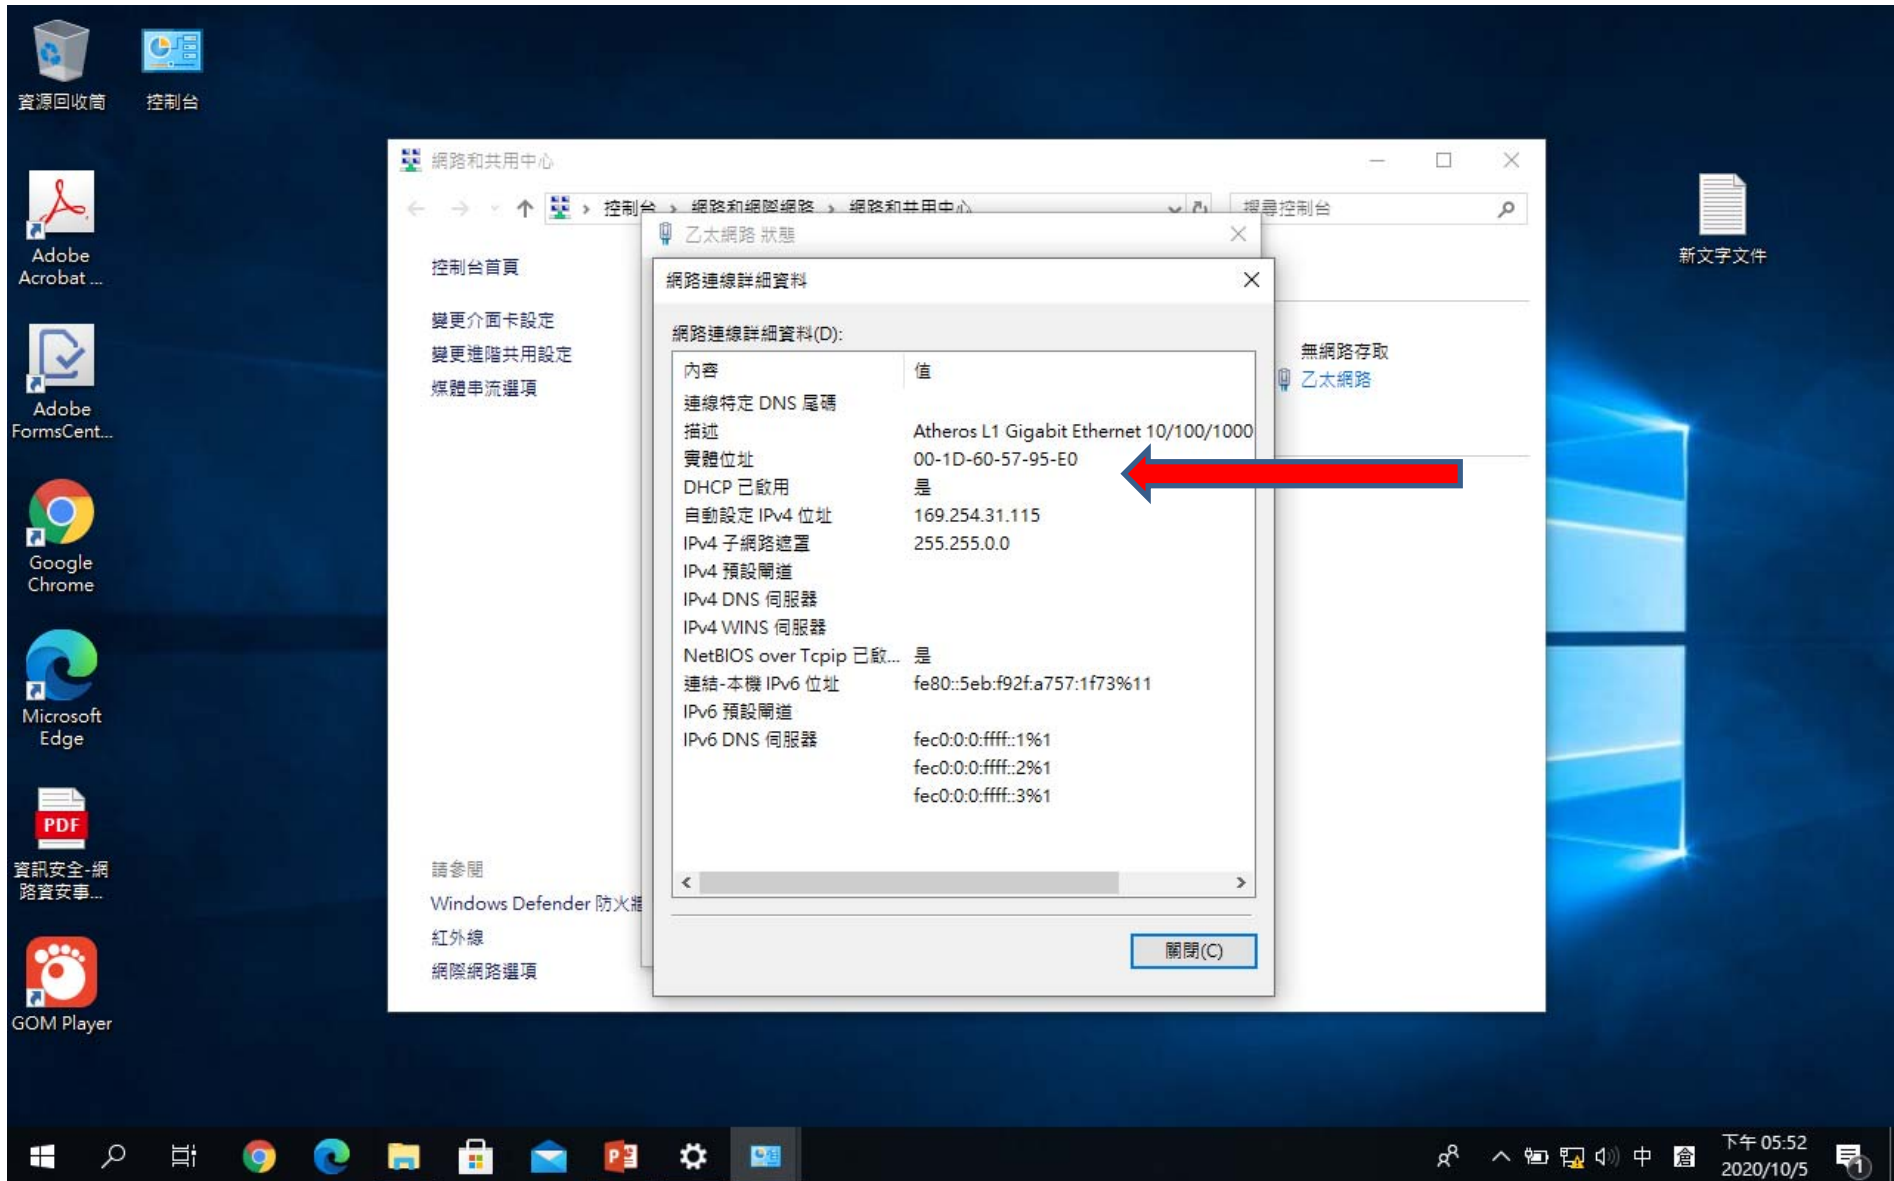 資源回收筒
控制台
Adobe
Acrobat ...
Adobe
FormsCent...
Google
Chrome
Microsoft
Edge
PDF
資訊安全-網
路資安事...
GOM Player
新文字文件
網路和共用中心
控制台 › 網路和網際網路 › 網路和共用中心
搜尋控制台
控制台首頁
變更介面卡設定
變更進階共用設定
媒體串流選項
請參閱
Windows Defender 防火牆
紅外線
網際網路選項
無網路存取
乙太網路
乙太網路 狀態
網路連線詳細資料
網路連線詳細資料(D):
內容 值
連線特定 DNS 尾碼
描述 Atheros L1 Gigabit Ethernet 10/100/1000
實體位址 00-1D-60-57-95-E0
DHCP 已啟用 是
自動設定 IPv4 位址 169.254.31.115
IPv4 子網路遮罩 255.255.0.0
IPv4 預設閘道
IPv4 DNS 伺服器
IPv4 WINS 伺服器
NetBIOS over Tcpip 已啟... 是
連結-本機 IPv6 位址 fe80::5eb:f92f:a757:1f73%11
IPv6 預設閘道
IPv6 DNS 伺服器 fec0:0:0:ffff::1%1
fec0:0:0:ffff::2%1
fec0:0:0:ffff::3%1
關閉(C)
中
倉
下午 05:52
2020/10/5
1